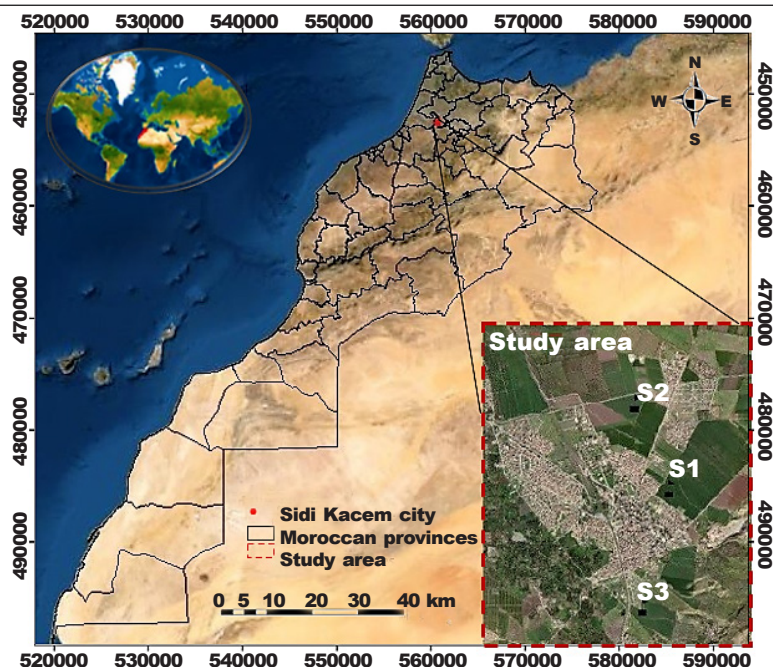 520000 530000 540000 550000 560000 570000 580000 590000
450000 460000 470000 480000 490000
450000 460000 470000 480000 490000
N
W E
S
Study area
S2
S1
S3
Sidi Kacem city
Moroccan provinces
Study area
0 5 10 20 30 40 km
520000 530000 540000 550000 560000 570000 580000 590000